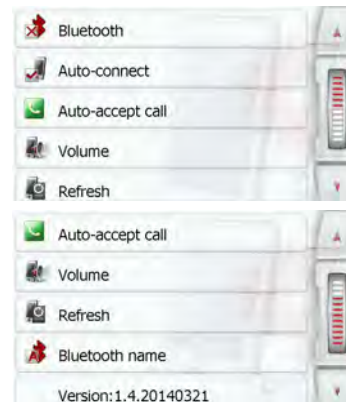 Bluetooth
Auto-connect
Auto-accept call
Volume
Refresh
Auto-accept call
Volume
Refresh
Bluetooth name
Version:1.4.20140321